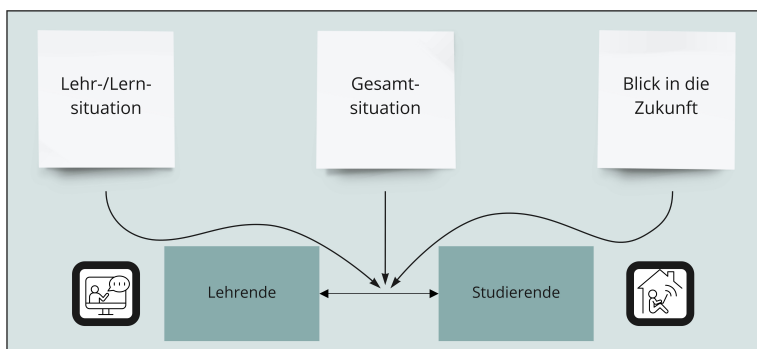 Lehr-/Lern-
situation
Gesamt-
situation
Blick in die
Zukunft
Lehrende
Studierende